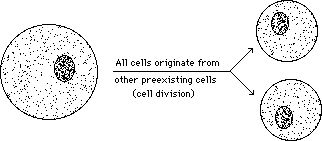 All cells originate from
other preexisting cells
(cell division)